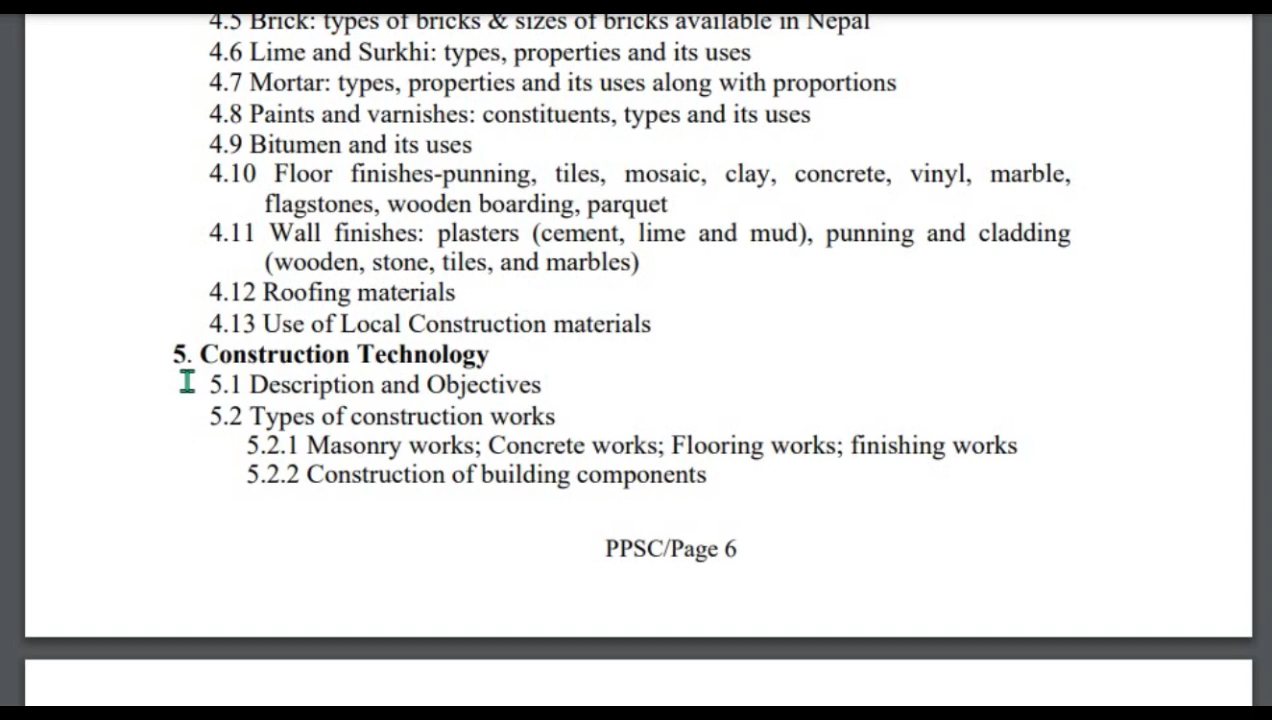 4.5 Brick: types of bricks & sizes of bricks available in Nepal
4.6 Lime and Surkhi: types, properties and its uses
4.7 Mortar: types, properties and its uses along with proportions
4.8 Paints and varnishes: constituents, types and its uses
4.9 Bitumen and its uses
4.10 Floor finishes-punning, tiles, mosaic, clay, concrete, vinyl, marble,
flagstones, wooden boarding, parquet
4.11 Wall finishes: plasters (cement, lime and mud), punning and cladding
(wooden, stone, tiles, and marbles)
4.12 Roofing materials
4.13 Use of Local Construction materials
5. Construction Technology
5.1 Description and Objectives
5.2 Types of construction works
5.2.1 Masonry works; Concrete works; Flooring works; finishing works
5.2.2 Construction of building components
PPSC/Page 6